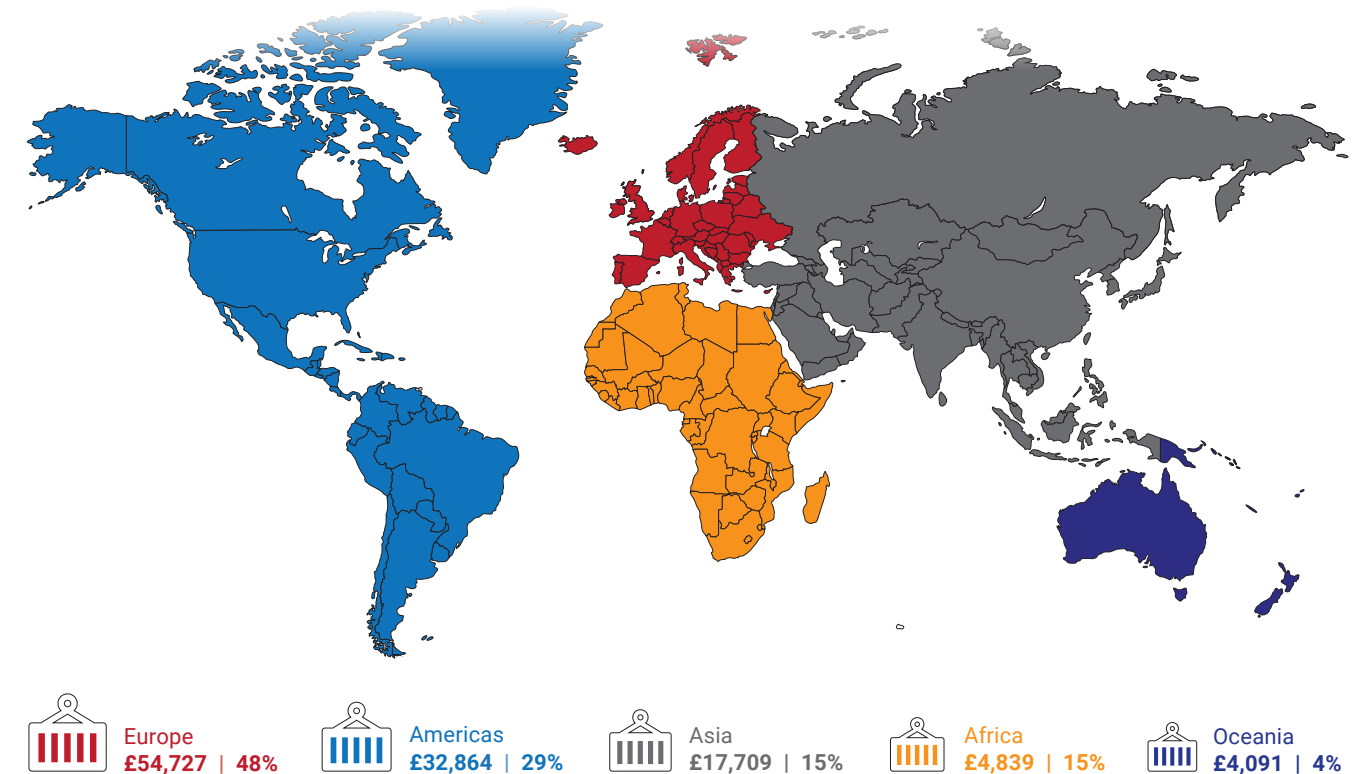 Europe
£54,727 | 48%
Americas
£32,864 | 29%
Asia
£17,709 | 15%
Africa
£4,839 | 15%
Oceania
£4,091 | 4%